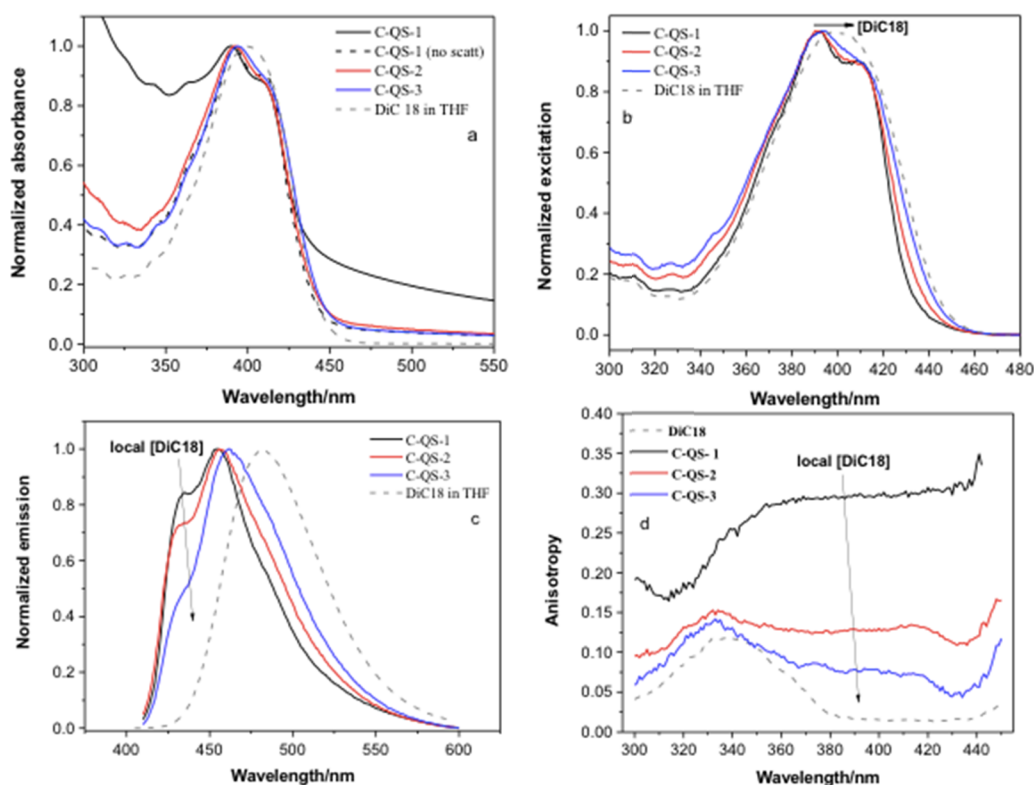 Normalized absorbance
1.0
0.8
0.6
0.4
0.2
0.0
300
350
400
450
500
550
Wavelength/nm
C-QS-1
C-QS-1 (no scatt)
C-QS-2
C-QS-3
DiC 18 in THF
a
Normalized excitation
1.0
0.8
0.6
0.4
0.2
0.0
300
320
340
360
380
400
420
440
460
480
Wavelength/nm
C-QS-1
C-QS-2
C-QS-3
DiC18 in THF
[DiC18]
b
Normalized emission
1.0
0.8
0.6
0.4
0.2
0.0
400
450
500
550
600
Wavelength/nm
local [DiC18]
C-QS-1
C-QS-2
C-QS-3
DiC18 in THF
c
Anisotropy
0.40
0.35
0.30
0.25
0.20
0.15
0.10
0.05
0.00
300
320
340
360
380
400
420
440
Wavelength/nm
DiC18
C-QS- 1
C-QS-2
C-QS-3
local [DiC18]
d